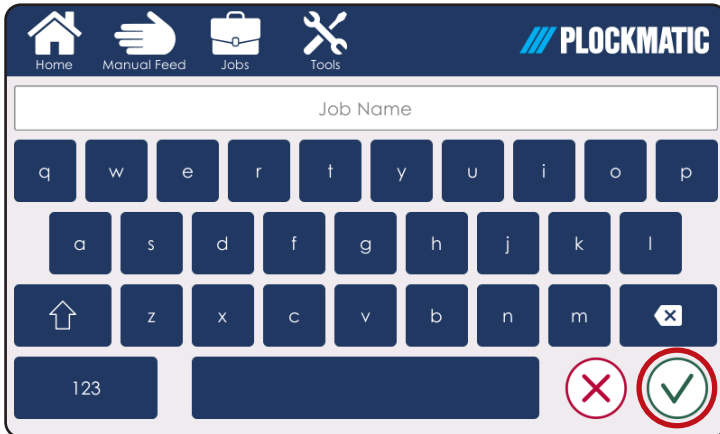 PLOCKMATIC
Home Manual Feed Jobs Tools
Job Name
q w e r t y u i o p
a s d f g h j k l
z x c v b n m
123